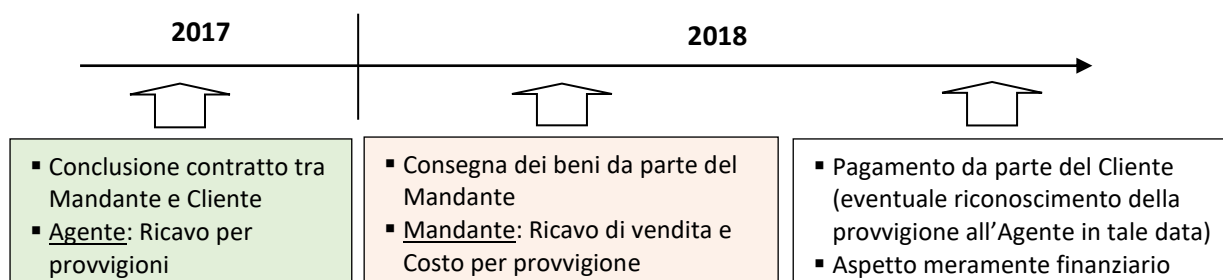 2017
2018
▪ Conclusione contratto tra
Mandante e Cliente
▪ Agente: Ricavo per
provvigioni
▪ Consegna dei beni da parte del
Mandante
▪ Mandante: Ricavo di vendita e
Costo per provvigione
▪ Pagamento da parte del Cliente
(eventuale riconoscimento della
provvigione all’Agente in tale data)
▪ Aspetto meramente finanziario